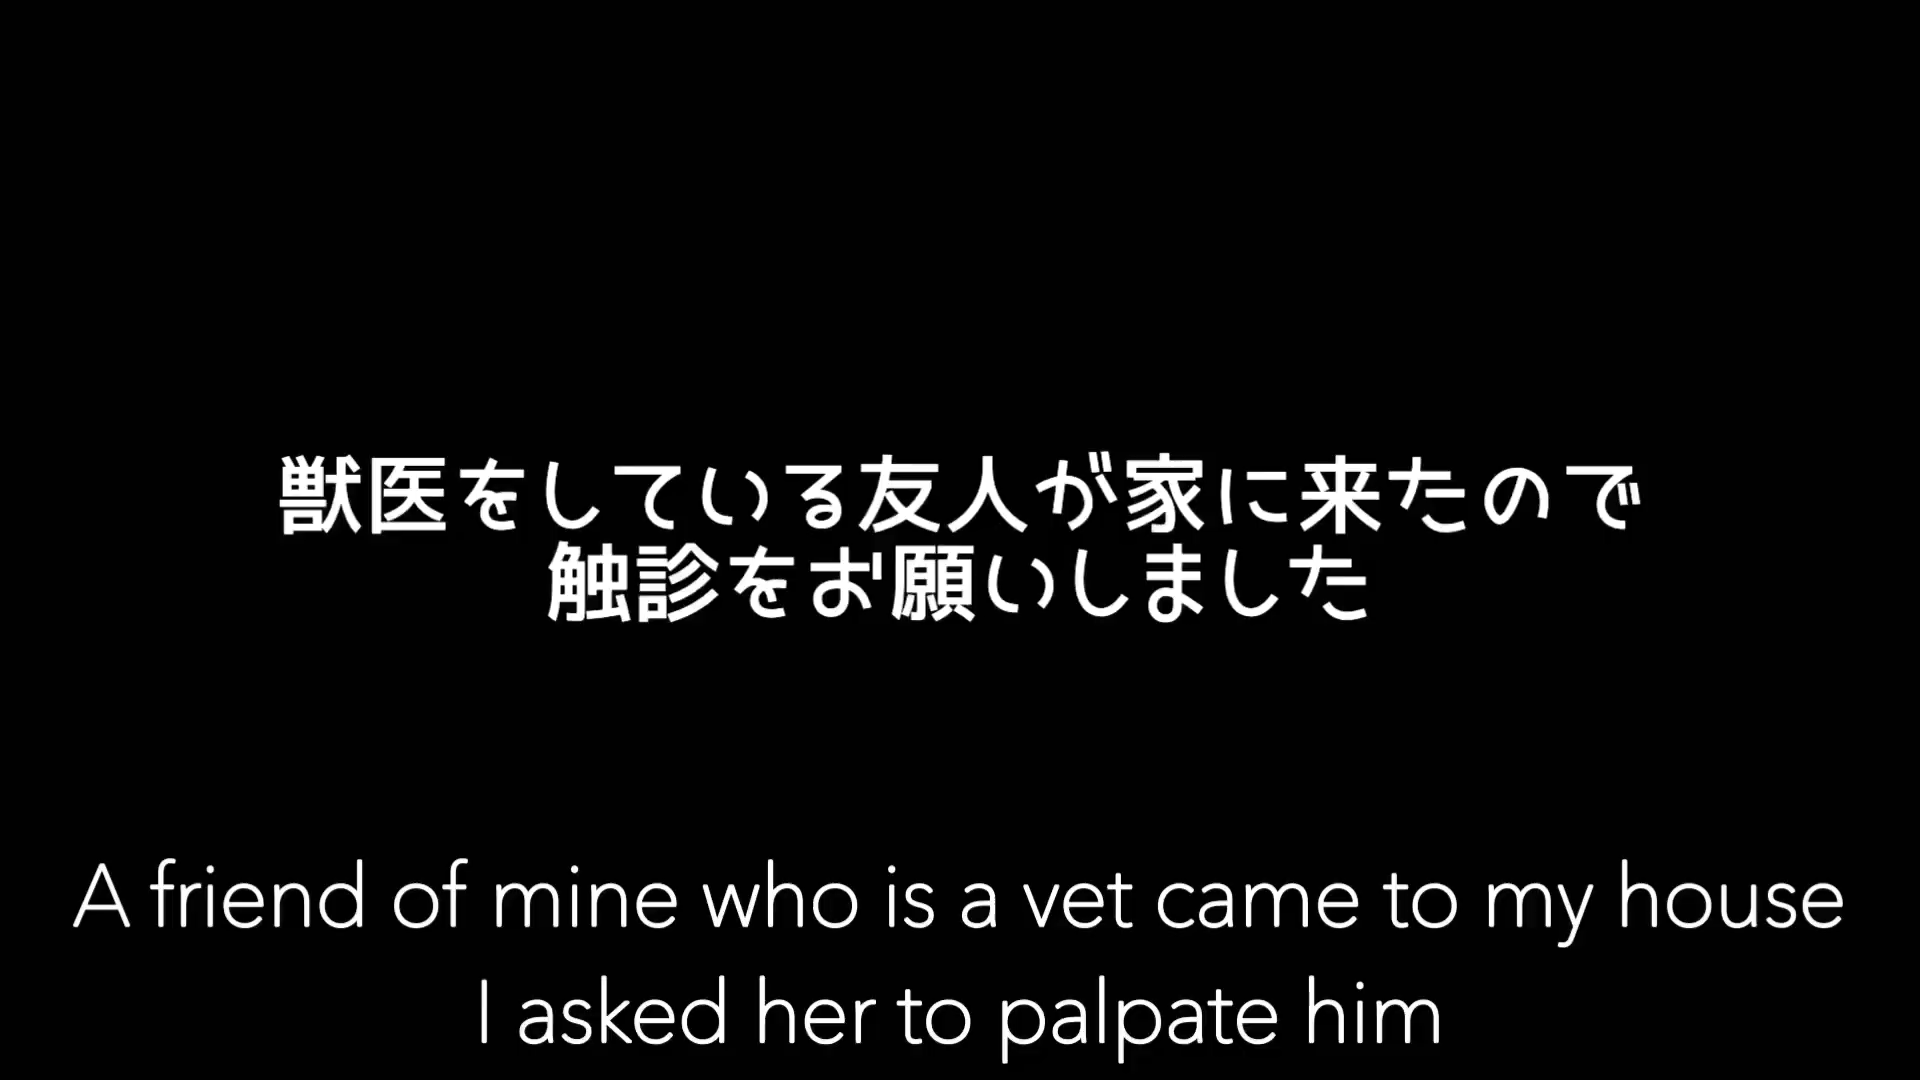 獣医をしている友人が家に来たので
触診をお願いしました
A friend of mine who is a vet came to my house
I asked her to palpate him